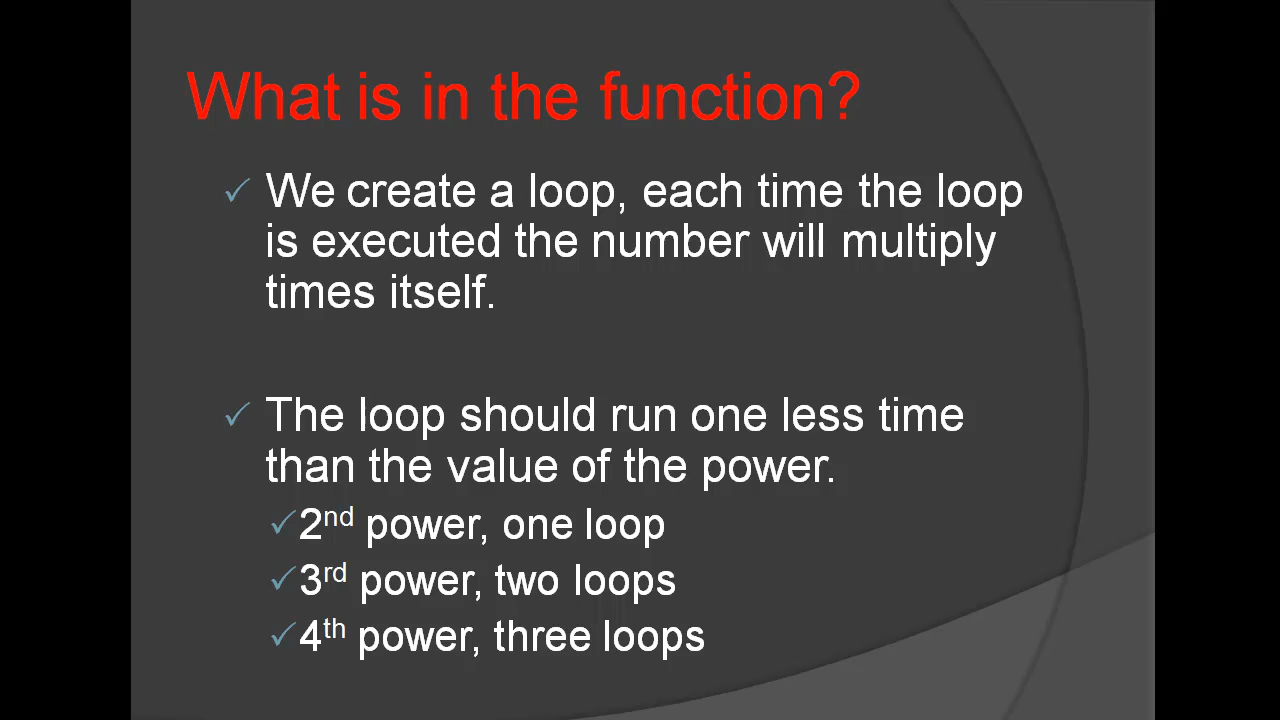 What is in the function?
We create a loop, each time the loop
is executed the number will multiply
times itself.
The loop should run one less time
than the value of the power.
2nd power, one loop
3rd power, two loops
4th power, three loops